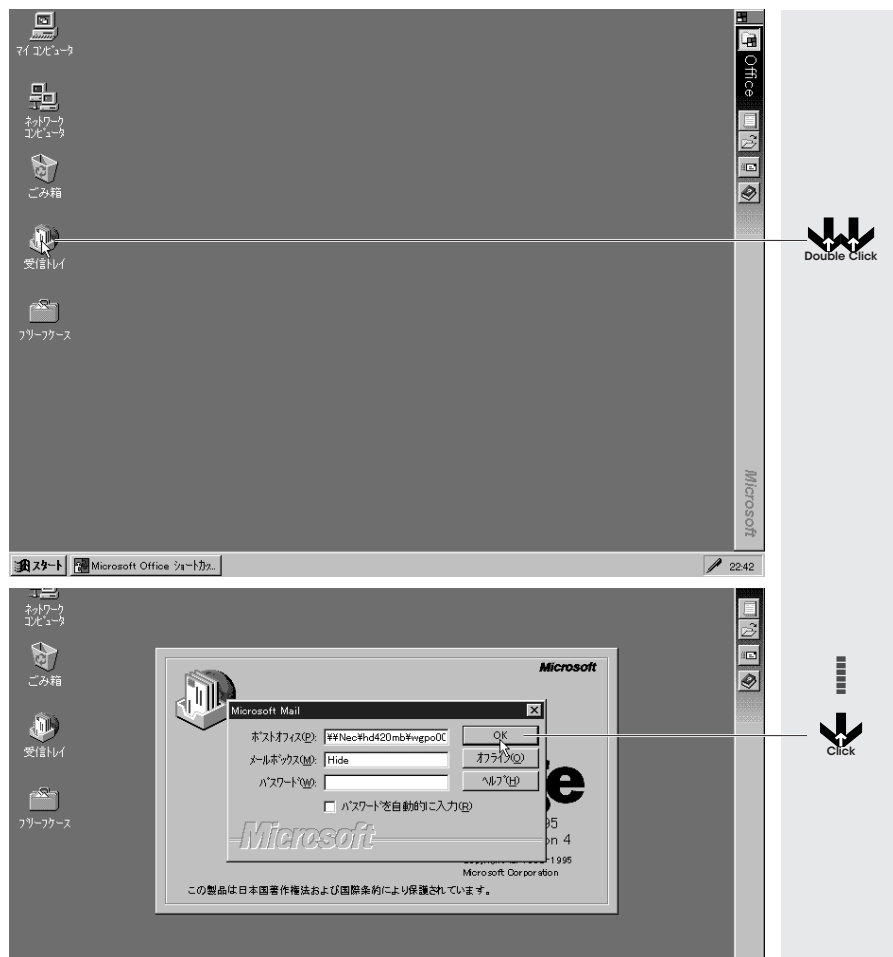 マイ コンピュータ
Office
ネットワーク
コンピュータ
ごみ箱
受信トレイ
Double Click
ブリーフケース
Microsoft
スタート
Microsoft Office ショートカッ..
22:42
ネットワーク
コンピュータ
ごみ箱
Microsoft
Microsoft Mail
ポストオフィス(P): ¥¥Nec¥hd420mb¥wgpo00
OK
受信トレイ
メールボックス(M): Hide
オフライン(O)
Click
パスワード(W):
ヘルプ(H)
パスワードを自動的に入力(R)
ブリーフケース
Microsoft
95
on 4
1995
Microsoft Corporation
この製品は日本国著作権法および国際条約により保護されています。